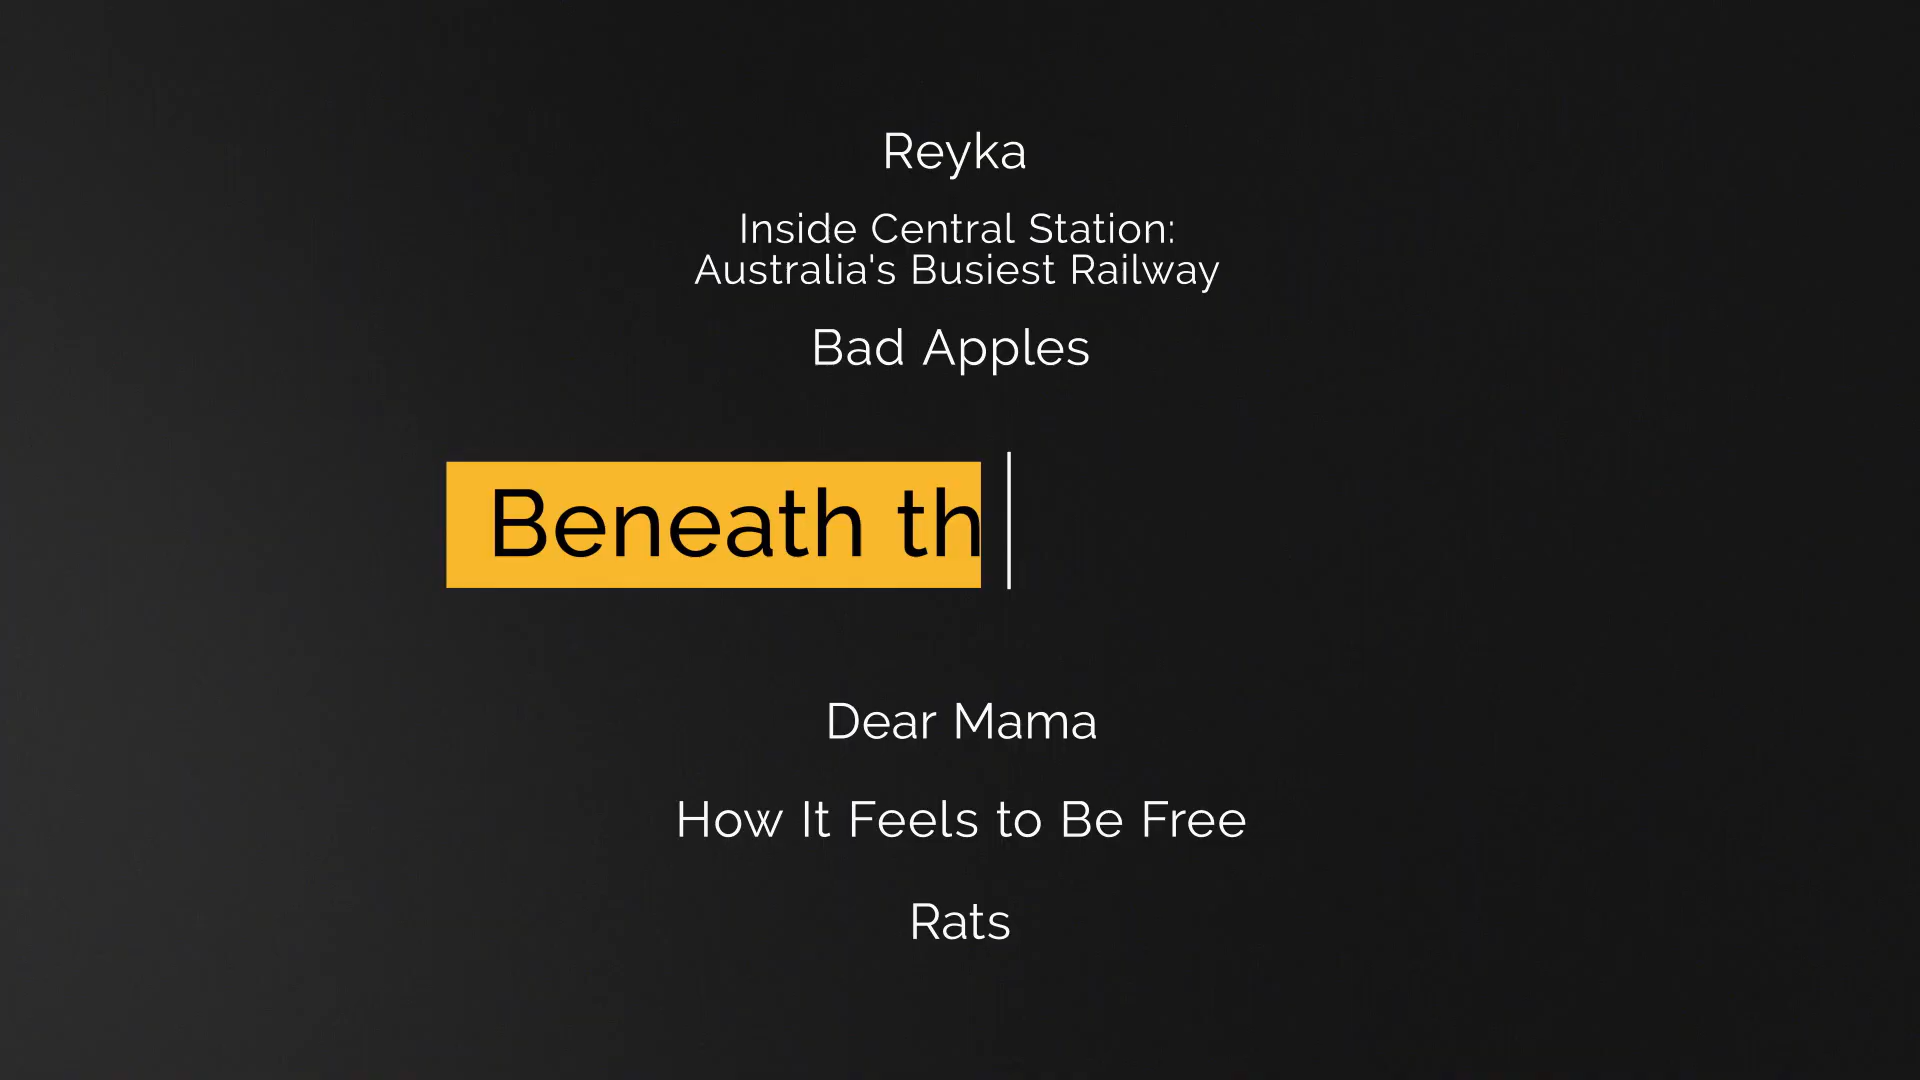 Reyka
Inside Central Station:
Australia's Busiest Railway
Bad Apples
Beneath th
Dear Mama
How It Feels to Be Free
Rats